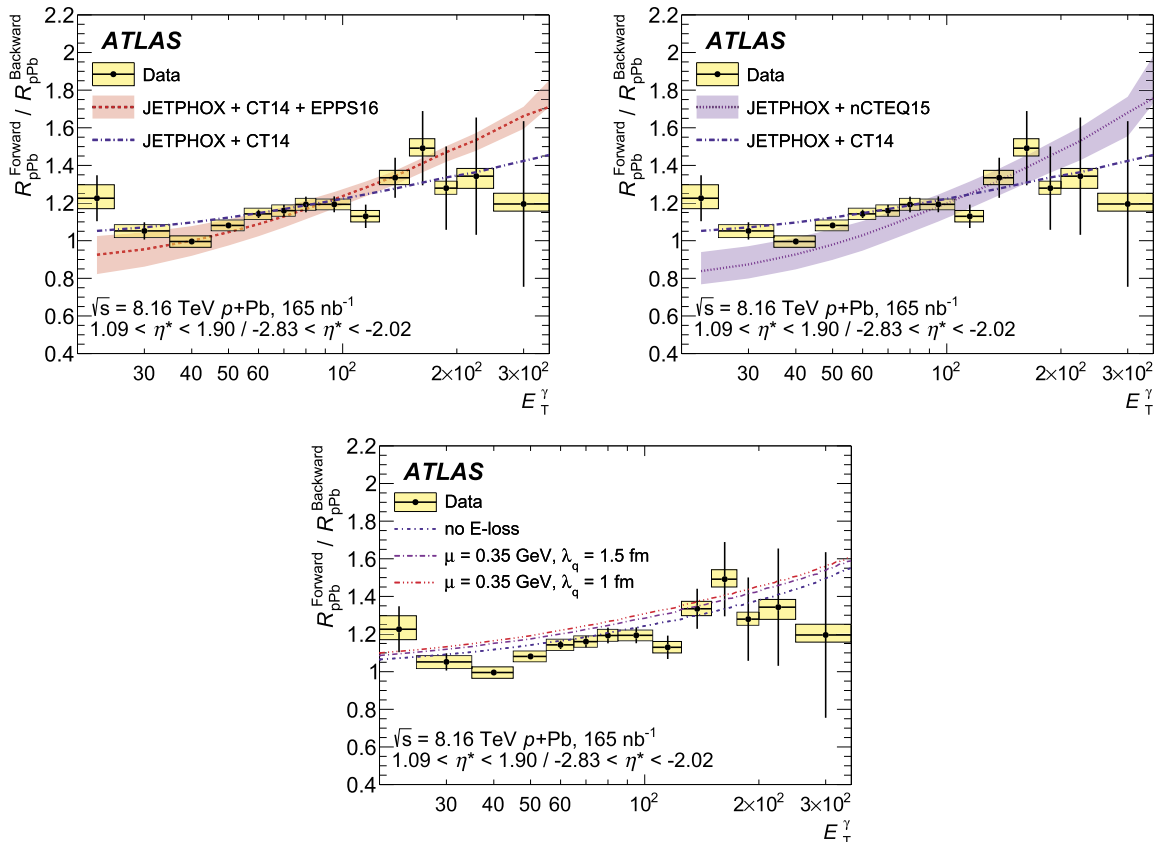 2.2
2
1.8
1.6
1.4
1.2
1
0.8
0.6
0.4
R_pPb^Forward / R_pPb^Backward
ATLAS
Data
JETPHOX + CT14 + EPPS16
JETPHOX + CT14
√s = 8.16 TeV p+Pb, 165 nb⁻¹
1.09 < η* < 1.90 / -2.83 < η* < -2.02
30 40 50 60 10² 2×10² 3×10²
E_T^γ
2.2
2
1.8
1.6
1.4
1.2
1
0.8
0.6
0.4
R_pPb^Forward / R_pPb^Backward
ATLAS
Data
JETPHOX + nCTEQ15
JETPHOX + CT14
√s = 8.16 TeV p+Pb, 165 nb⁻¹
1.09 < η* < 1.90 / -2.83 < η* < -2.02
30 40 50 60 10² 2×10² 3×10²
E_T^γ
2.2
2
1.8
1.6
1.4
1.2
1
0.8
0.6
0.4
R_pPb^Forward / R_pPb^Backward
ATLAS
Data
no E-loss
μ = 0.35 GeV, λ_q = 1.5 fm
μ = 0.35 GeV, λ_q = 1 fm
√s = 8.16 TeV p+Pb, 165 nb⁻¹
1.09 < η* < 1.90 / -2.83 < η* < -2.02
30 40 50 60 10² 2×10² 3×10²
E_T^γ